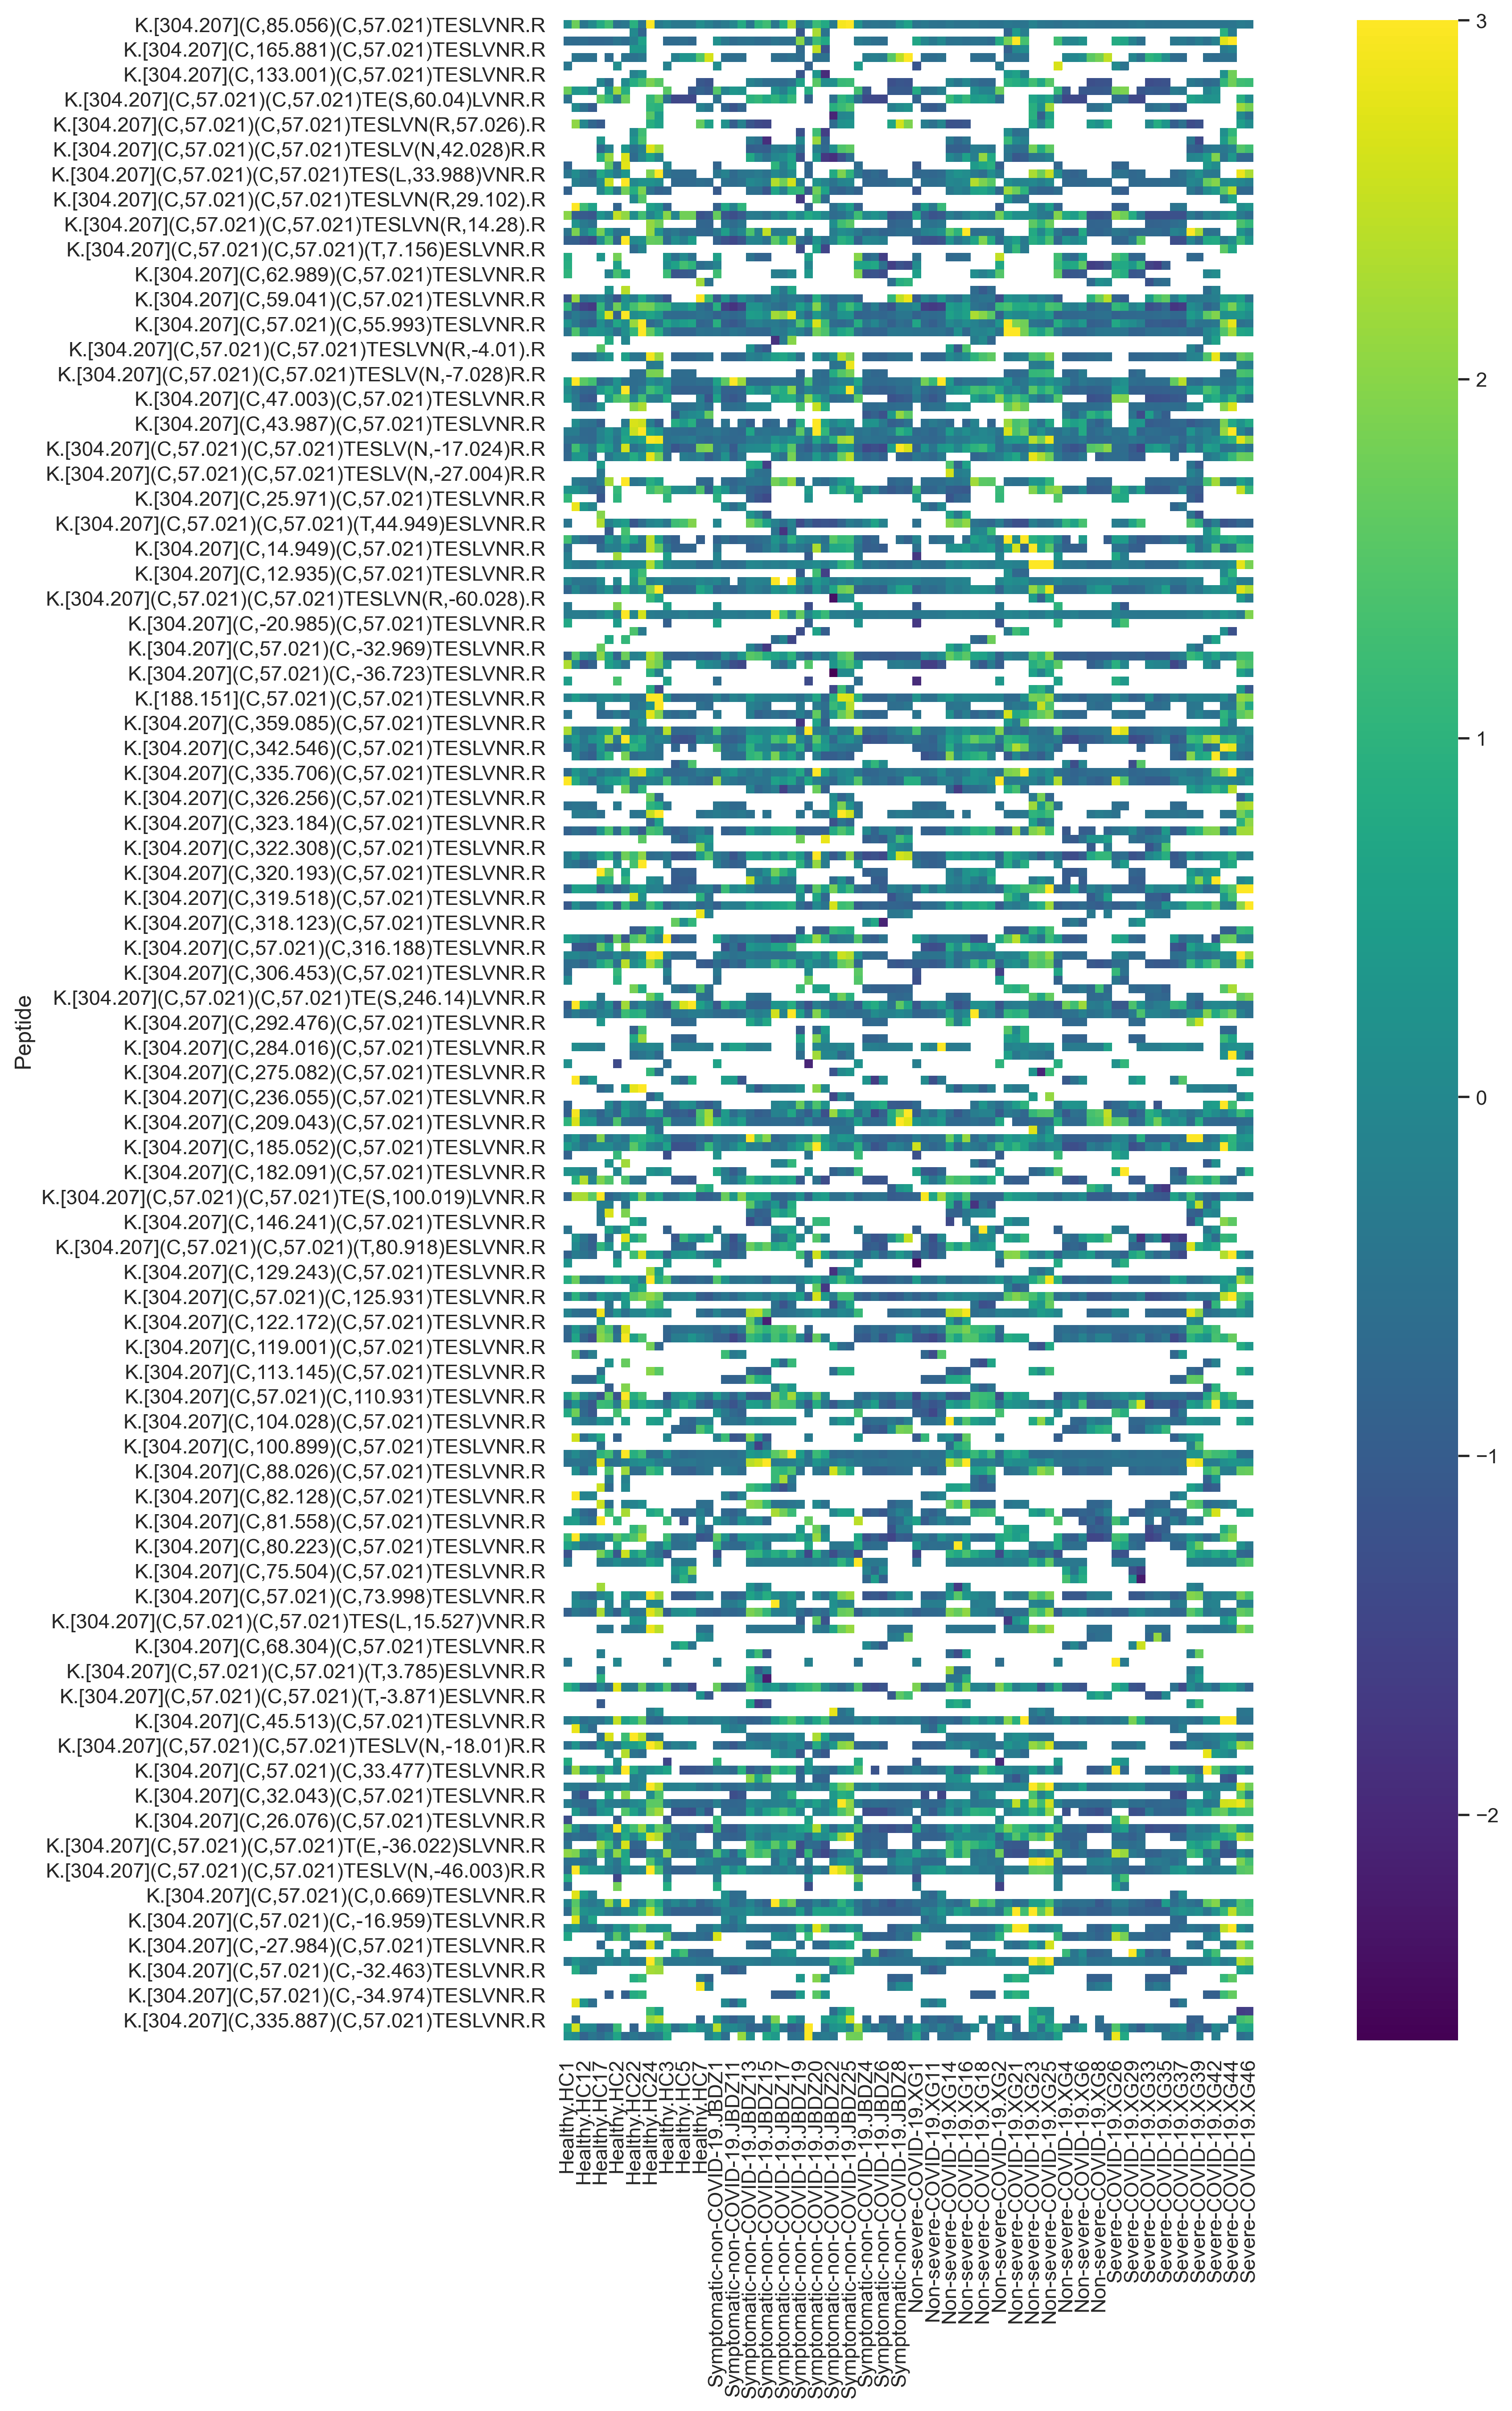 K.[304.207](C,85.056)(C,57.021)TESLVNR.R
K.[304.207](C,165.881)(C,57.021)TESLVNR.R
K.[304.207](C,133.001)(C,57.021)TESLVNR.R
K.[304.207](C,57.021)(C,57.021)TE(S,60.04)LVNR.R
K.[304.207](C,57.021)(C,57.021)TESLVN(R,57.026).R
K.[304.207](C,57.021)(C,57.021)TESLV(N,42.028)R.R
K.[304.207](C,57.021)(C,57.021)TES(L,33.988)VNR.R
K.[304.207](C,57.021)(C,57.021)TESLVN(R,29.102).R
K.[304.207](C,57.021)(C,57.021)TESLVN(R,14.28).R
K.[304.207](C,57.021)(C,57.021)(T,7.156)ESLVNR.R
K.[304.207](C,62.989)(C,57.021)TESLVNR.R
K.[304.207](C,59.041)(C,57.021)TESLVNR.R
K.[304.207](C,57.021)(C,55.993)TESLVNR.R
K.[304.207](C,57.021)(C,57.021)TESLVN(R,-4.01).R
K.[304.207](C,57.021)(C,57.021)TESLV(N,-7.028)R.R
K.[304.207](C,47.003)(C,57.021)TESLVNR.R
K.[304.207](C,43.987)(C,57.021)TESLVNR.R
K.[304.207](C,57.021)(C,57.021)TESLV(N,-17.024)R.R
K.[304.207](C,57.021)(C,57.021)TESLV(N,-27.004)R.R
K.[304.207](C,25.971)(C,57.021)TESLVNR.R
K.[304.207](C,57.021)(C,57.021)(T,44.949)ESLVNR.R
K.[304.207](C,14.949)(C,57.021)TESLVNR.R
K.[304.207](C,12.935)(C,57.021)TESLVNR.R
K.[304.207](C,57.021)(C,57.021)TESLVN(R,-60.028).R
K.[304.207](C,-20.985)(C,57.021)TESLVNR.R
K.[304.207](C,57.021)(C,-32.969)TESLVNR.R
K.[304.207](C,57.021)(C,-36.723)TESLVNR.R
K.[188.151](C,57.021)(C,57.021)TESLVNR.R
K.[304.207](C,359.085)(C,57.021)TESLVNR.R
K.[304.207](C,342.546)(C,57.021)TESLVNR.R
K.[304.207](C,335.706)(C,57.021)TESLVNR.R
K.[304.207](C,326.256)(C,57.021)TESLVNR.R
K.[304.207](C,323.184)(C,57.021)TESLVNR.R
K.[304.207](C,322.308)(C,57.021)TESLVNR.R
K.[304.207](C,320.193)(C,57.021)TESLVNR.R
K.[304.207](C,319.518)(C,57.021)TESLVNR.R
K.[304.207](C,318.123)(C,57.021)TESLVNR.R
K.[304.207](C,57.021)(C,316.188)TESLVNR.R
K.[304.207](C,306.453)(C,57.021)TESLVNR.R
K.[304.207](C,57.021)(C,57.021)TE(S,246.14)LVNR.R
K.[304.207](C,292.476)(C,57.021)TESLVNR.R
K.[304.207](C,284.016)(C,57.021)TESLVNR.R
K.[304.207](C,275.082)(C,57.021)TESLVNR.R
K.[304.207](C,236.055)(C,57.021)TESLVNR.R
K.[304.207](C,209.043)(C,57.021)TESLVNR.R
K.[304.207](C,185.052)(C,57.021)TESLVNR.R
K.[304.207](C,182.091)(C,57.021)TESLVNR.R
K.[304.207](C,57.021)(C,57.021)TE(S,100.019)LVNR.R
K.[304.207](C,146.241)(C,57.021)TESLVNR.R
K.[304.207](C,57.021)(C,57.021)(T,80.918)ESLVNR.R
K.[304.207](C,129.243)(C,57.021)TESLVNR.R
K.[304.207](C,57.021)(C,125.931)TESLVNR.R
K.[304.207](C,122.172)(C,57.021)TESLVNR.R
K.[304.207](C,119.001)(C,57.021)TESLVNR.R
K.[304.207](C,113.145)(C,57.021)TESLVNR.R
K.[304.207](C,57.021)(C,110.931)TESLVNR.R
K.[304.207](C,104.028)(C,57.021)TESLVNR.R
K.[304.207](C,100.899)(C,57.021)TESLVNR.R
K.[304.207](C,88.026)(C,57.021)TESLVNR.R
K.[304.207](C,82.128)(C,57.021)TESLVNR.R
K.[304.207](C,81.558)(C,57.021)TESLVNR.R
K.[304.207](C,80.223)(C,57.021)TESLVNR.R
K.[304.207](C,75.504)(C,57.021)TESLVNR.R
K.[304.207](C,57.021)(C,73.998)TESLVNR.R
K.[304.207](C,57.021)(C,57.021)TES(L,15.527)VNR.R
K.[304.207](C,68.304)(C,57.021)TESLVNR.R
K.[304.207](C,57.021)(C,57.021)(T,3.785)ESLVNR.R
K.[304.207](C,57.021)(C,57.021)(T,-3.871)ESLVNR.R
K.[304.207](C,45.513)(C,57.021)TESLVNR.R
K.[304.207](C,57.021)(C,57.021)TESLV(N,-18.01)R.R
K.[304.207](C,57.021)(C,33.477)TESLVNR.R
K.[304.207](C,32.043)(C,57.021)TESLVNR.R
K.[304.207](C,26.076)(C,57.021)TESLVNR.R
K.[304.207](C,57.021)(C,57.021)T(E,-36.022)SLVNR.R
K.[304.207](C,57.021)(C,57.021)TESLV(N,-46.003)R.R
K.[304.207](C,57.021)(C,0.669)TESLVNR.R
K.[304.207](C,57.021)(C,-16.959)TESLVNR.R
K.[304.207](C,-27.984)(C,57.021)TESLVNR.R
K.[304.207](C,57.021)(C,-32.463)TESLVNR.R
K.[304.207](C,57.021)(C,-34.974)TESLVNR.R
K.[304.207](C,335.887)(C,57.021)TESLVNR.R
Peptide
Healthy.HC1
Healthy.HC12
Healthy.HC17
Healthy.HC2
Healthy.HC22
Healthy.HC24
Healthy.HC3
Healthy.HC5
Healthy.HC7
Symptomatic-non-COVID-19.JBDZ1
Symptomatic-non-COVID-19.JBDZ11
Symptomatic-non-COVID-19.JBDZ13
Symptomatic-non-COVID-19.JBDZ15
Symptomatic-non-COVID-19.JBDZ17
Symptomatic-non-COVID-19.JBDZ19
Symptomatic-non-COVID-19.JBDZ20
Symptomatic-non-COVID-19.JBDZ22
Symptomatic-non-COVID-19.JBDZ25
Symptomatic-non-COVID-19.JBDZ4
Symptomatic-non-COVID-19.JBDZ6
Symptomatic-non-COVID-19.JBDZ8
Non-severe-COVID-19.XG1
Non-severe-COVID-19.XG11
Non-severe-COVID-19.XG14
Non-severe-COVID-19.XG16
Non-severe-COVID-19.XG18
Non-severe-COVID-19.XG2
Non-severe-COVID-19.XG21
Non-severe-COVID-19.XG23
Non-severe-COVID-19.XG25
Non-severe-COVID-19.XG4
Non-severe-COVID-19.XG6
Non-severe-COVID-19.XG8
Severe-COVID-19.XG26
Severe-COVID-19.XG29
Severe-COVID-19.XG33
Severe-COVID-19.XG35
Severe-COVID-19.XG37
Severe-COVID-19.XG39
Severe-COVID-19.XG42
Severe-COVID-19.XG44
Severe-COVID-19.XG46
3
2
1
0
−1
−2